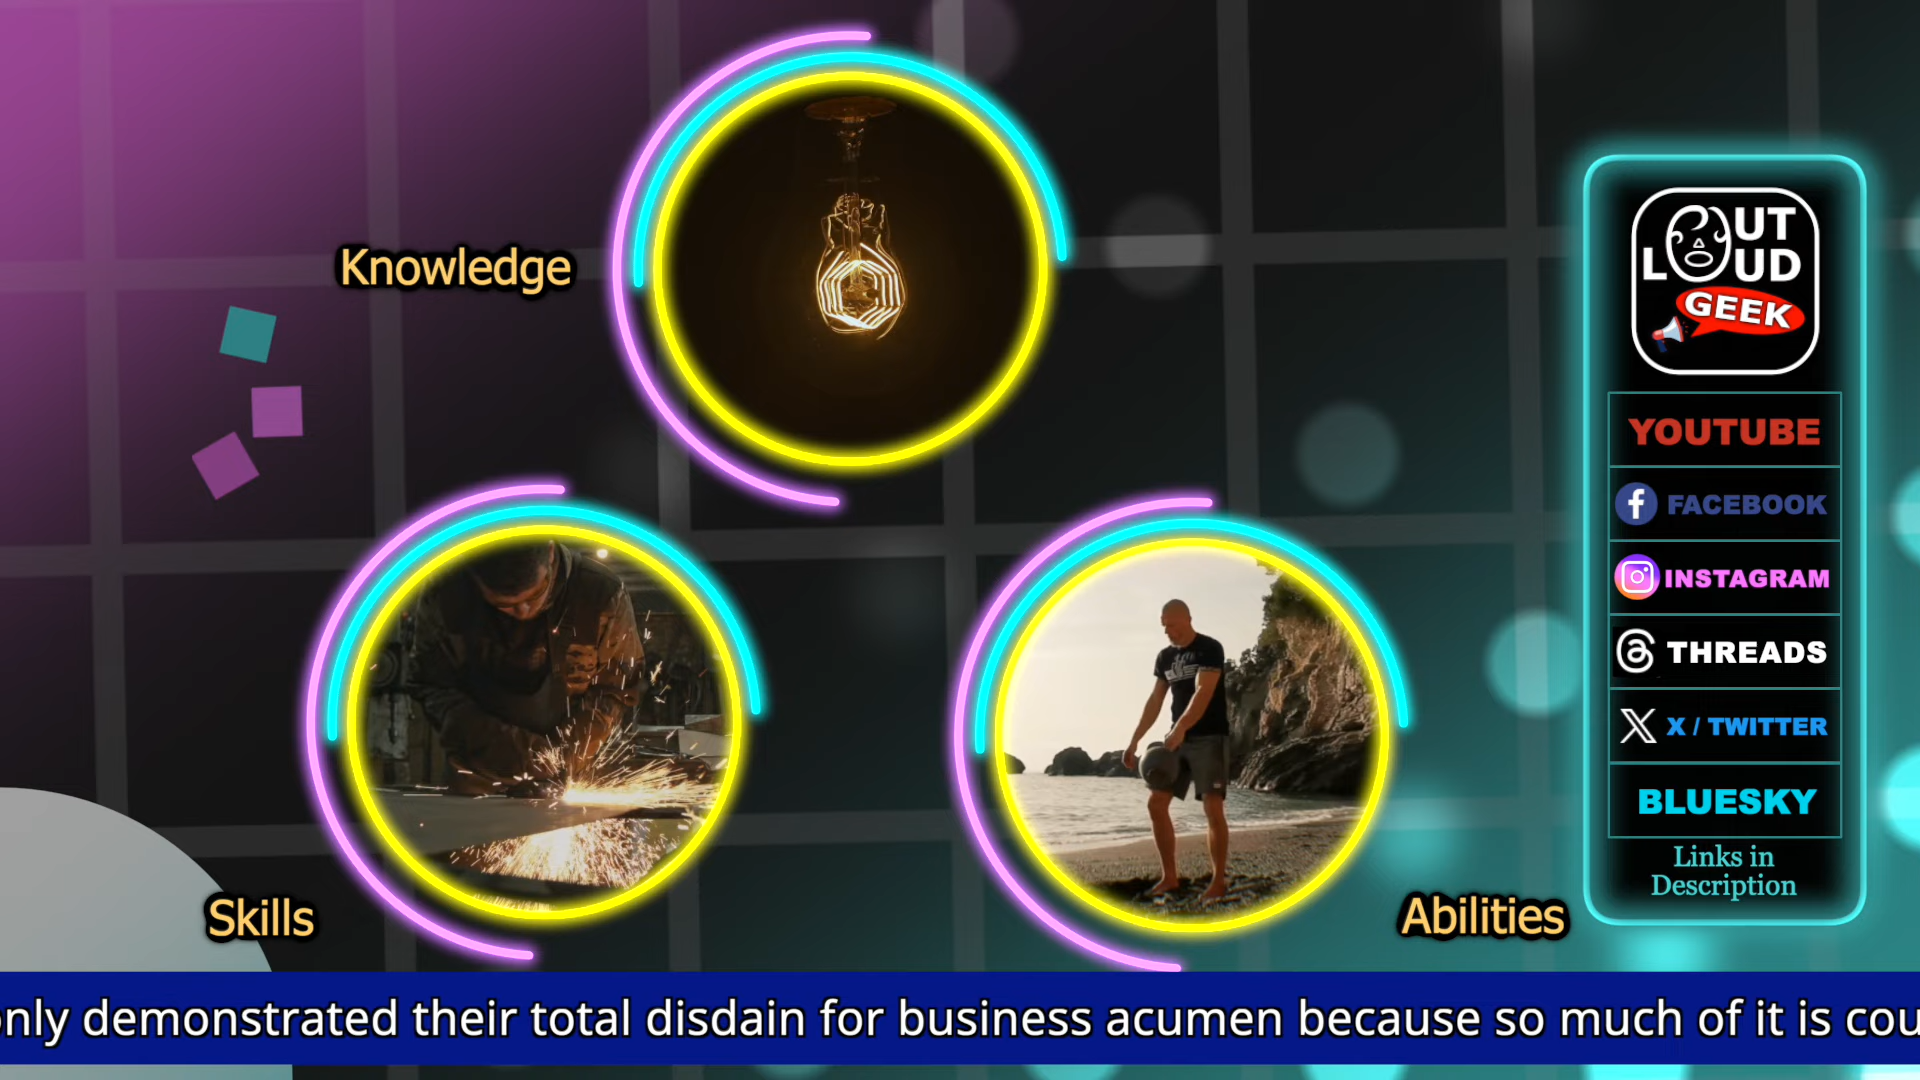 Knowledge
Skills
Abilities
OUT
LOUD
GEEK
YOUTUBE
FACEBOOK
INSTAGRAM
THREADS
X / TWITTER
BLUESKY
Links in
Description
only demonstrated their total disdain for business acumen because so much of it is